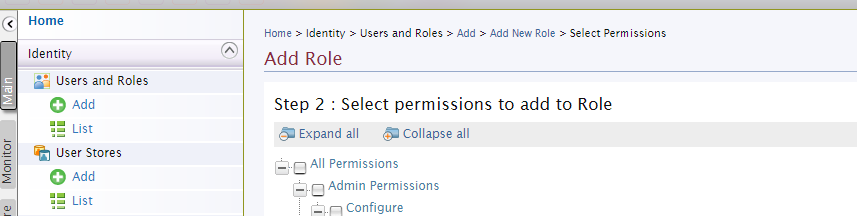 Home
Identity
Users and Roles
Add
List
User Stores
Add
List
Main
Monitor
Home > Identity > Users and Roles > Add > Add New Role > Select Permissions
Add Role
Step 2 : Select permissions to add to Role
Expand all Collapse all
All Permissions
Admin Permissions
Configure